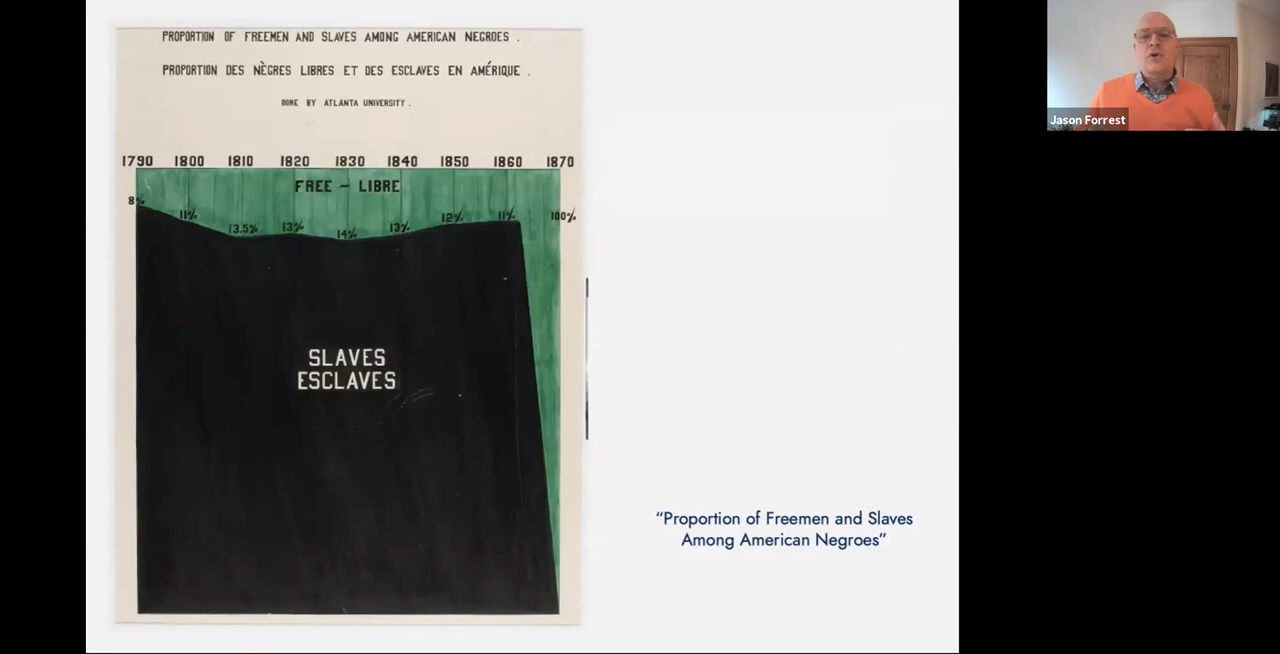 PROPORTION OF FREEMEN AND SLAVES AMONG AMERICAN NEGROES .
PROPORTION DES NÈGRES LIBRES ET DES ESCLAVES EN AMÉRIQUE .
DONE BY ATLANTA UNIVERSITY .
1790 1800 1810 1820 1830 1840 1850 1860 1870
FREE – LIBRE
8% 11% 13.5% 13% 14% 13% 12% 11% 100%
SLAVES
ESCLAVES
“Proportion of Freemen and Slaves
Among American Negroes”
Jason Forrest